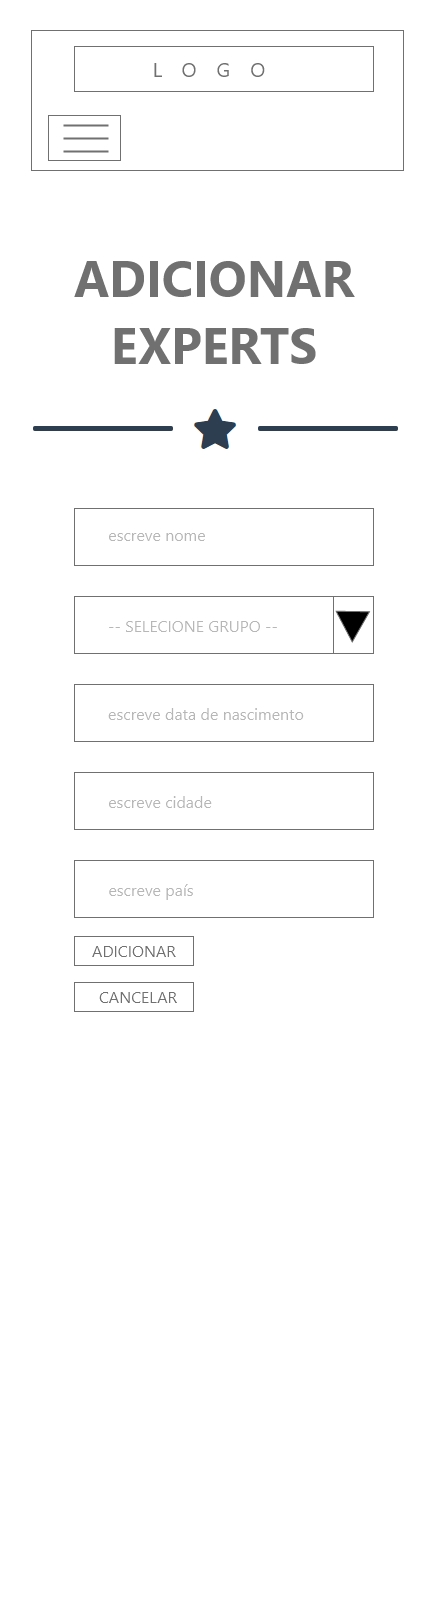 L O G O
ADICIONAR
EXPERTS
escreve nome
-- SELECIONE GRUPO --
escreve data de nascimento
escreve cidade
escreve país
ADICIONAR
CANCELAR